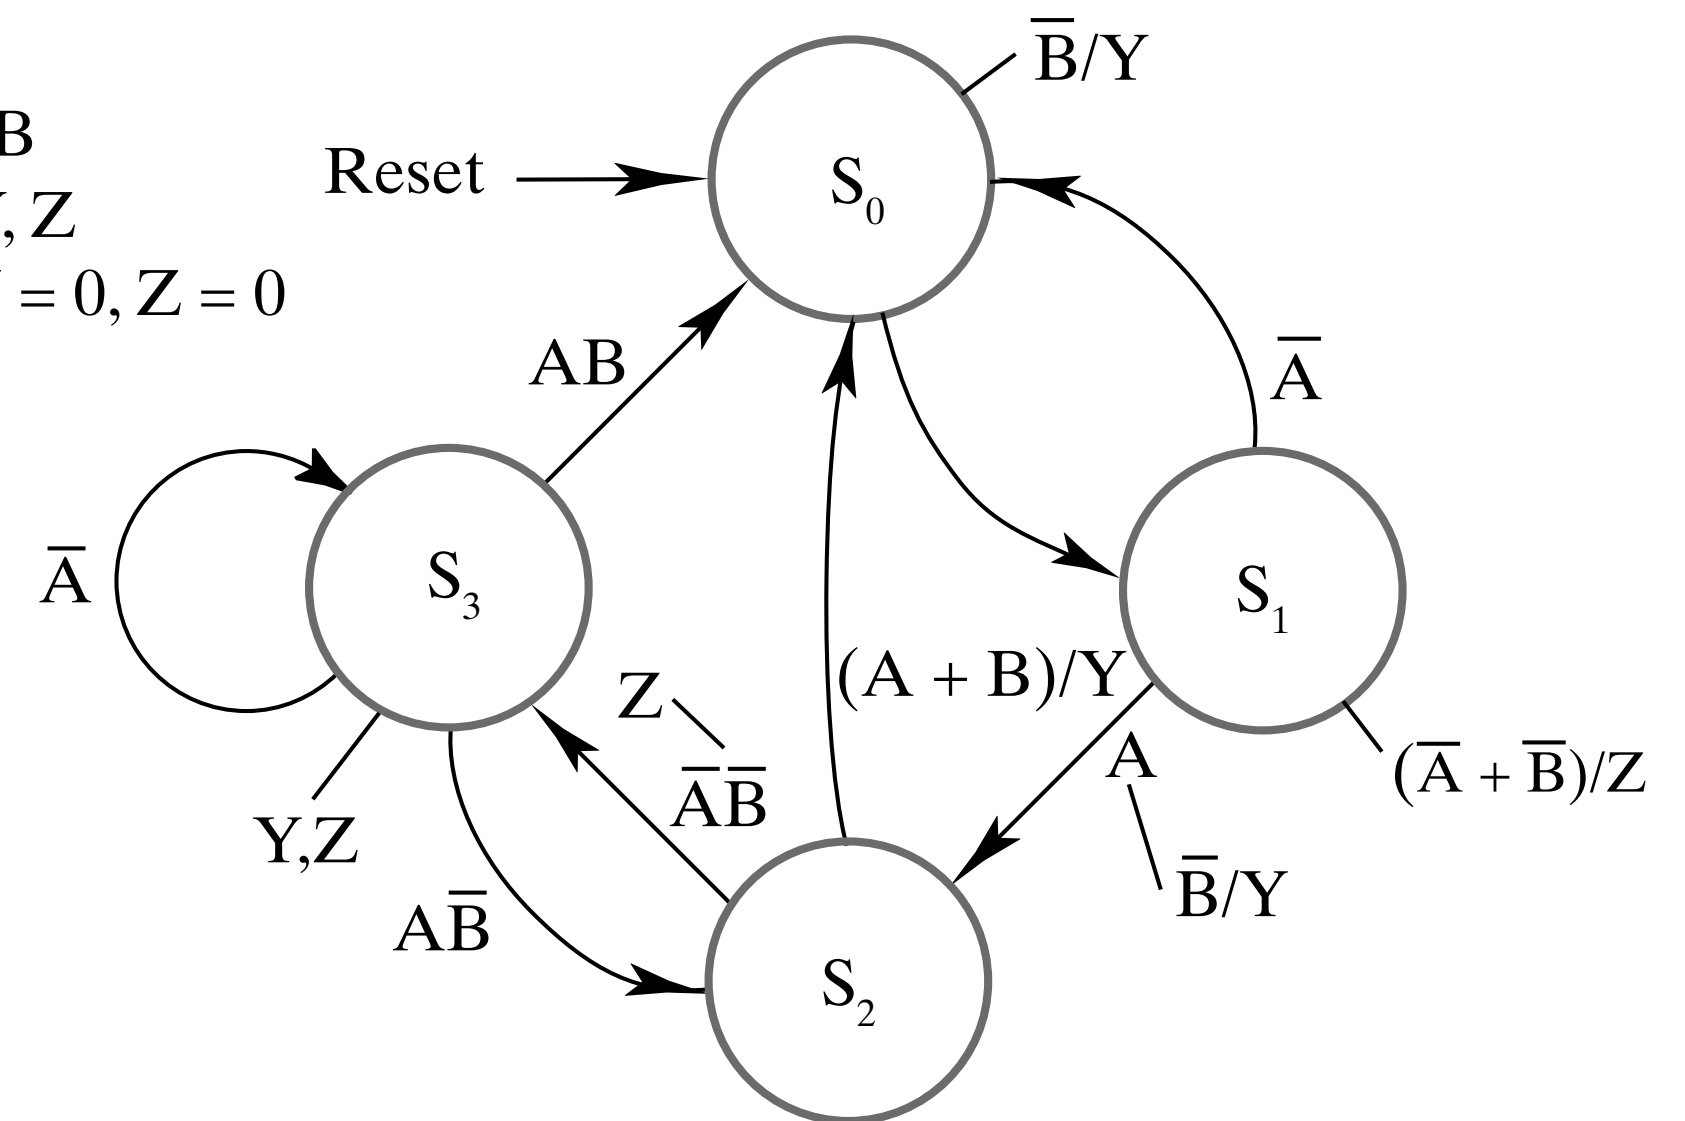 B̅/Y
B
Reset
S₀
, Z
= 0, Z = 0
AB
A̅
A̅
S₃
S₁
(A + B)/Y
Z
A
(A̅ + B̅)/Z
A̅B̅
Y,Z
B̅/Y
AB̅
S₂